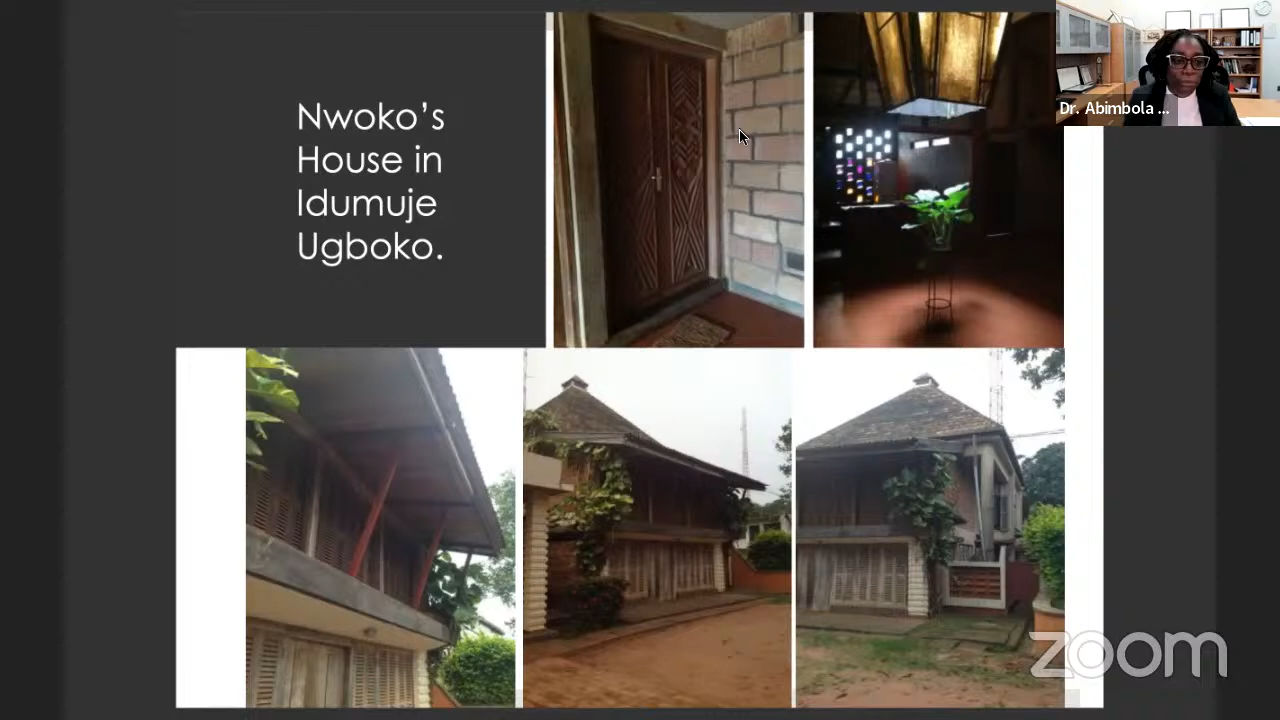 Nwoko's
House in
Idumuje
Ugboko.
Dr. Abimbola ...
zoom